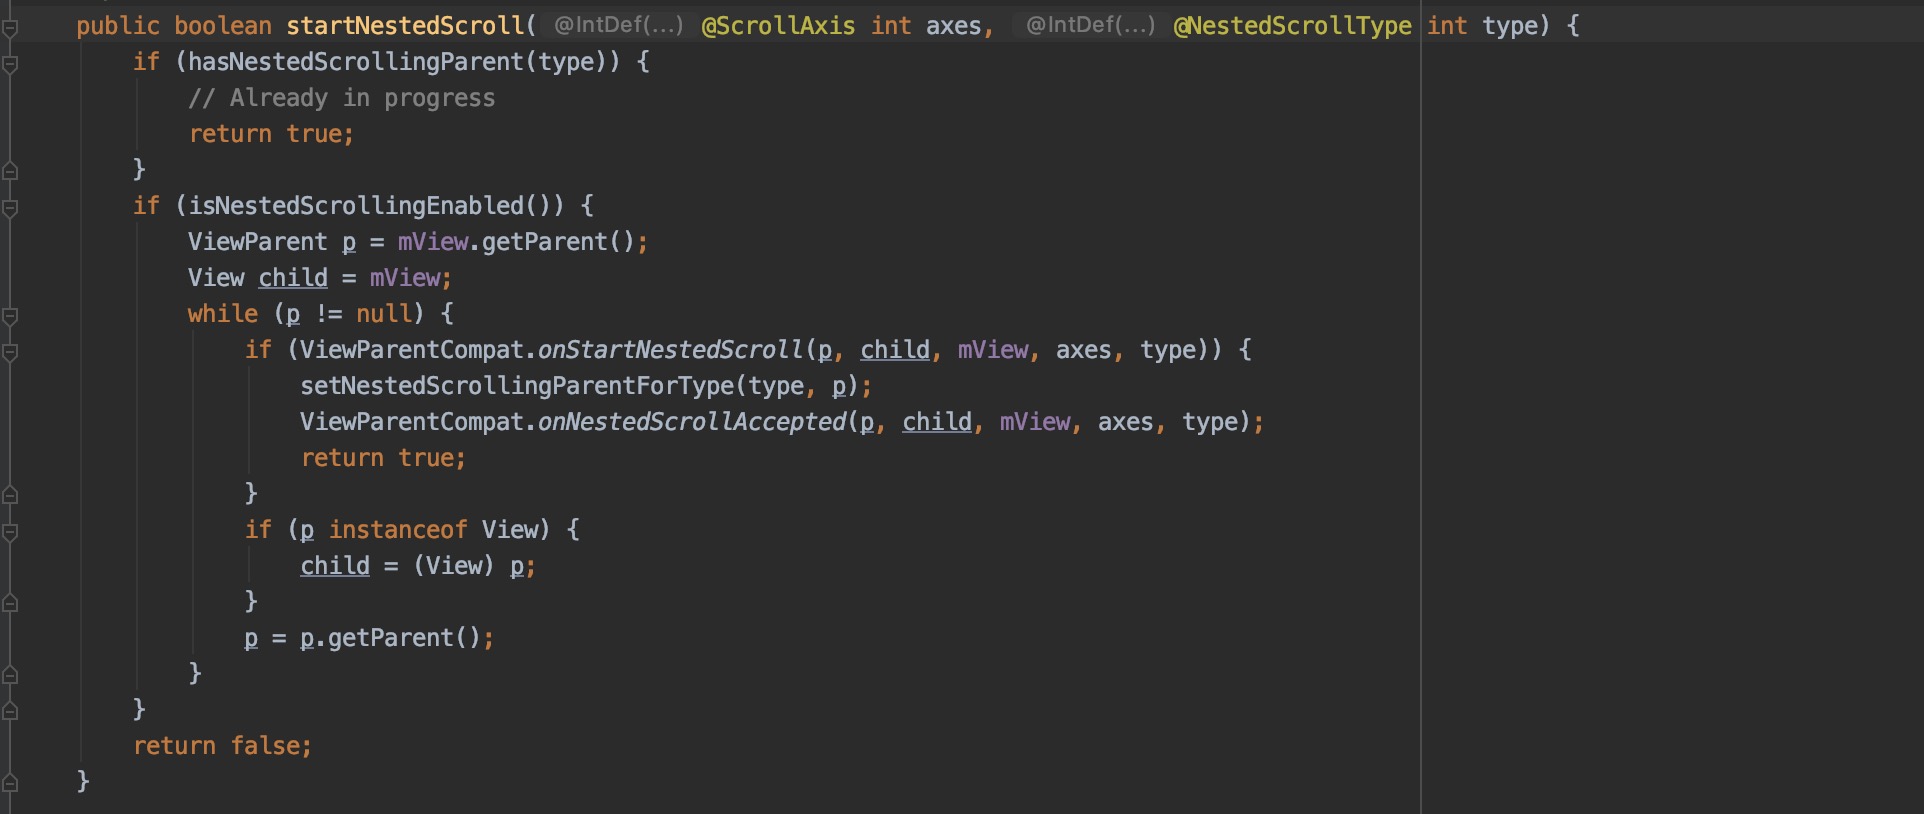 public boolean startNestedScroll( @IntDef(...) @ScrollAxis int axes, @IntDef(...) @NestedScrollType int type) {
if (hasNestedScrollingParent(type)) {
// Already in progress
return true;
}
if (isNestedScrollingEnabled()) {
ViewParent p = mView.getParent();
View child = mView;
while (p != null) {
if (ViewParentCompat.onStartNestedScroll(p, child, mView, axes, type)) {
setNestedScrollingParentForType(type, p);
ViewParentCompat.onNestedScrollAccepted(p, child, mView, axes, type);
return true;
}
if (p instanceof View) {
child = (View) p;
}
p = p.getParent();
}
}
return false;
}